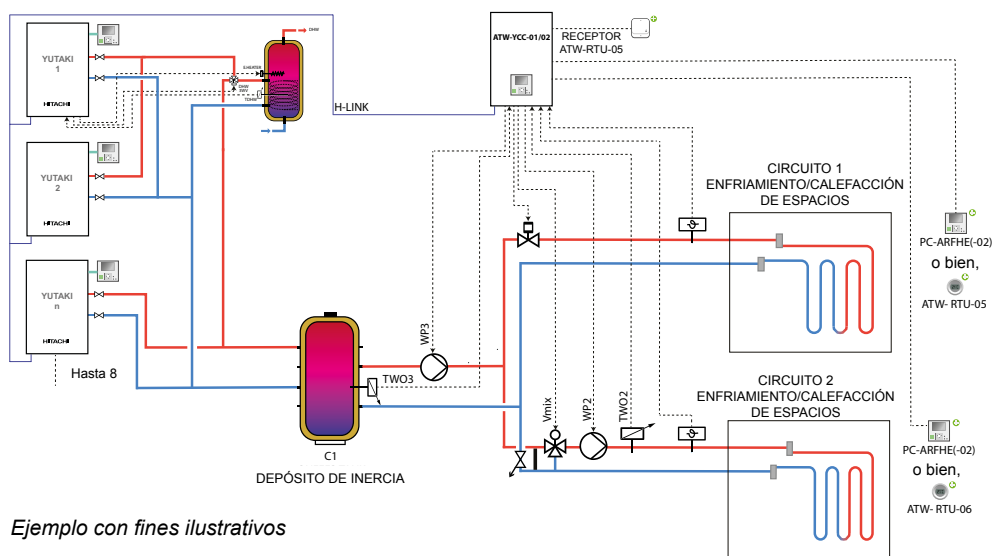 DHW
YUTAKI
1
HITACHI
EHEATER
DHW
3WV
TDHW
H-LINK
ATW-YCC-01/02
RECEPTOR
ATW-RTU-05
YUTAKI
2
HITACHI
YUTAKI
n
HITACHI
Hasta 8
C1
DEPÓSITO DE INERCIA
TWO3
WP3
Vmix
WP2
TWO2
CIRCUITO 1
ENFRIAMIENTO/CALEFACCIÓN
DE ESPACIOS
PC-ARFHE(-02)
o bien,
ATW- RTU-05
CIRCUITO 2
ENFRIAMIENTO/CALEFACCIÓN
DE ESPACIOS
PC-ARFHE(-02)
o bien,
ATW- RTU-06
Ejemplo con fines ilustrativos